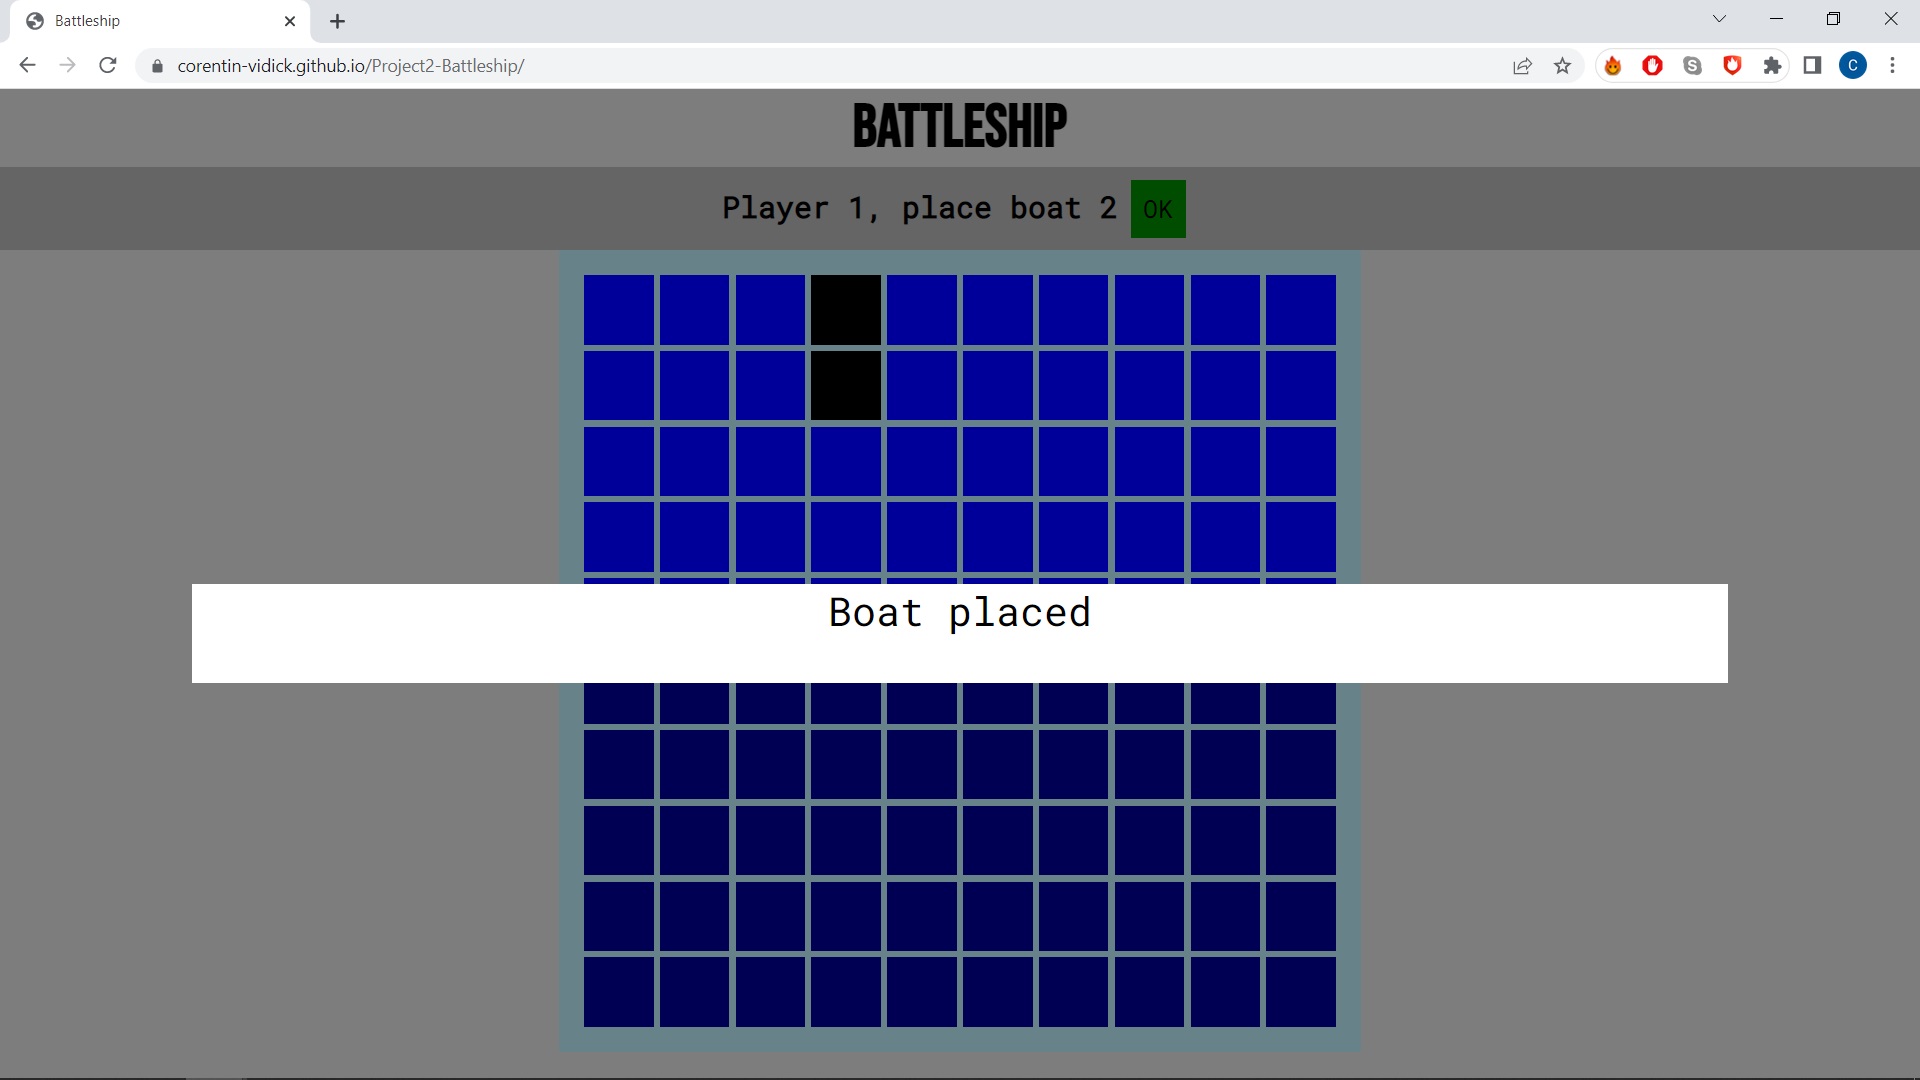 Battleship
corentin-vidick.github.io/Project2-Battleship/
S
C
BATTLESHIP
Player 1, place boat 2 OK
Boat placed